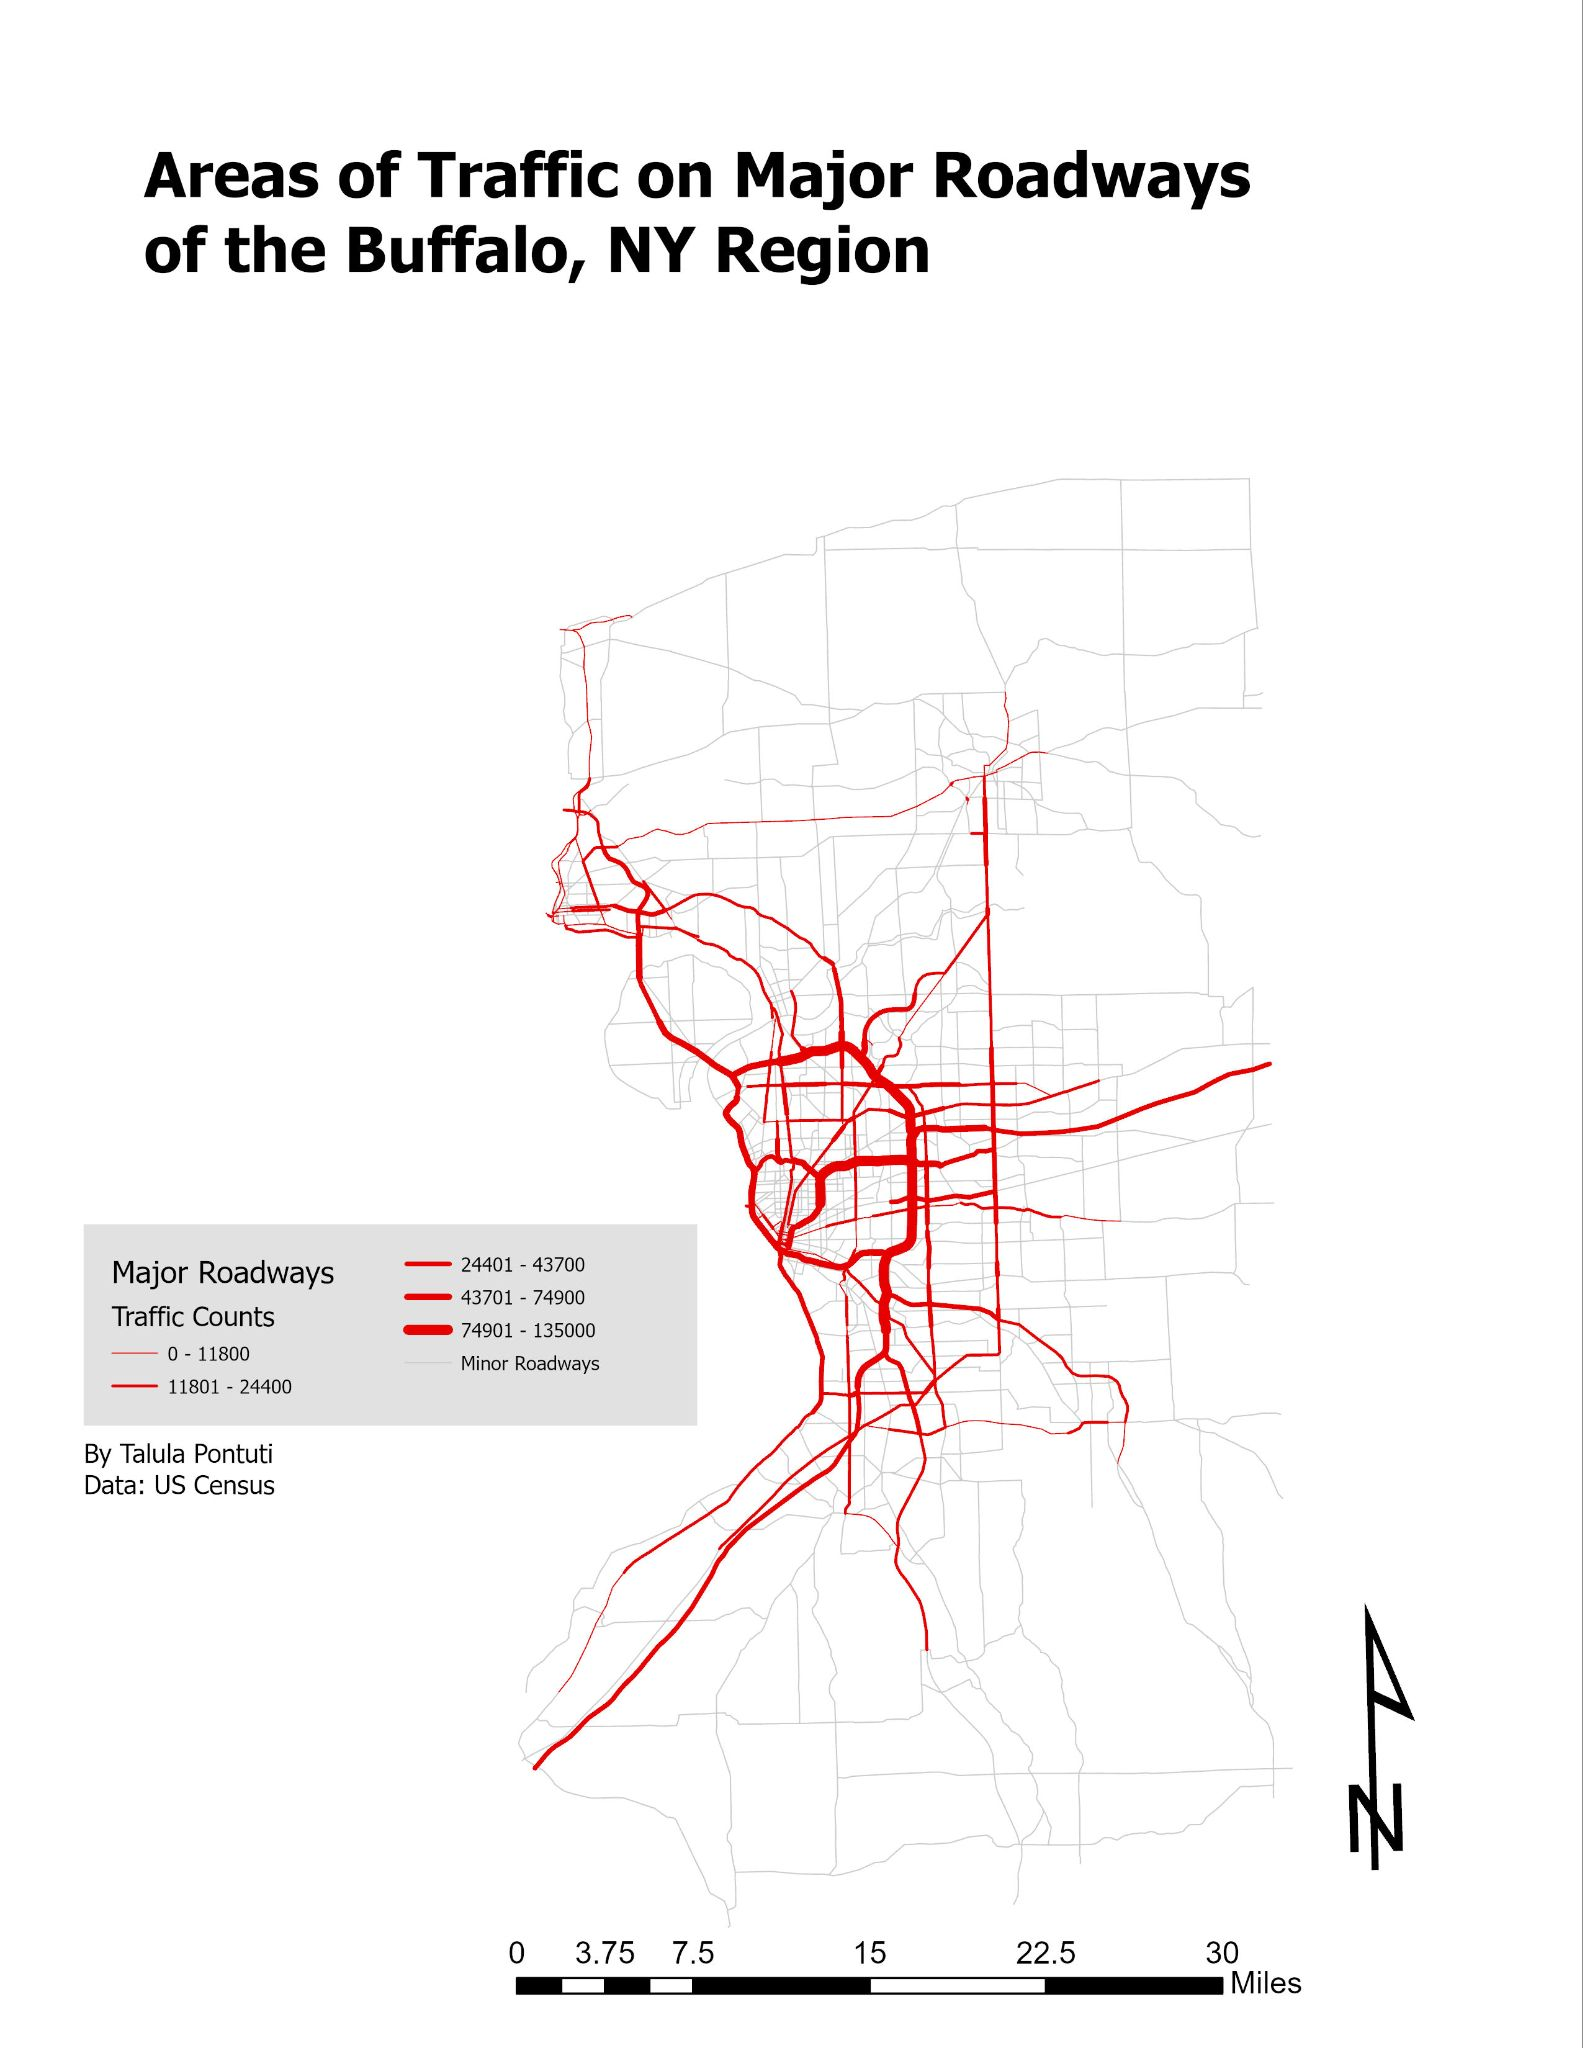 Areas of Traffic on Major Roadways
of the Buffalo, NY Region
Major Roadways
Traffic Counts
0 - 11800
11801 - 24400
24401 - 43700
43701 - 74900
74901 - 135000
Minor Roadways
By Talula Pontuti
Data: US Census
N
0 3.75 7.5 15 22.5 30
Miles